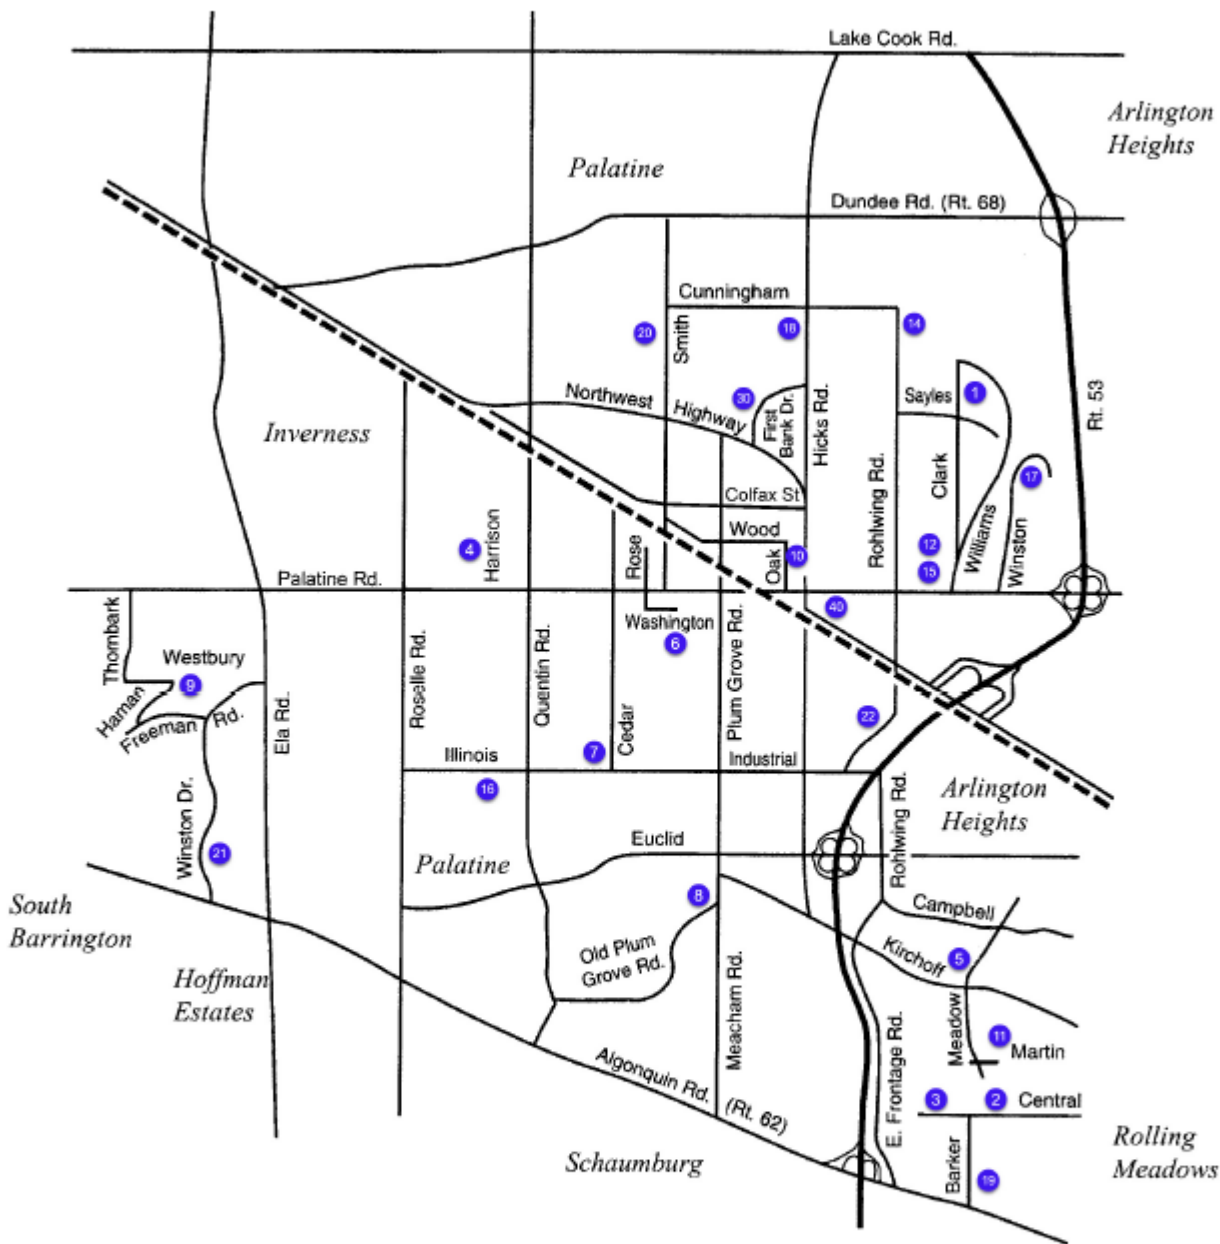 Lake Cook Rd.
Arlington
Heights
Palatine
Dundee Rd. (Rt. 68)
Cunningham
20
18
14
Smith
Rt. 53
Northwest
Highway
30
First
Bank Dr.
Hicks Rd.
Sayles
1
Inverness
Clark
17
Colfax St
Rohlwing Rd.
Williams
Winston
Wood
4
Harrison
Rose
Oak
10
12
15
Palatine Rd.
40
Thornbark
Washington
6
Westbury
9
Haman
Freeman Rd.
Ela Rd.
Roselle Rd.
Quentin Rd.
Cedar
Plum Grove Rd.
22
7
Illinois
Industrial
16
Arlington
Heights
Winston Dr.
21
Palatine
Euclid
Rohlwing Rd.
8
Campbell
South
Barrington
Old Plum
Grove Rd.
Kirchoff
5
Hoffman
Estates
Meacham Rd.
E. Frontage Rd.
Meadow
11
Martin
Algonquin Rd.
(Rt. 62)
3
2
Central
Rolling
Meadows
Schaumburg
Barker
19